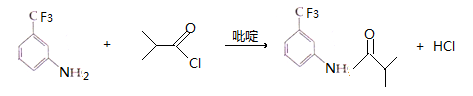 CF3 CF3
O 吡啶 O
+ + HCl
NH2 Cl NH